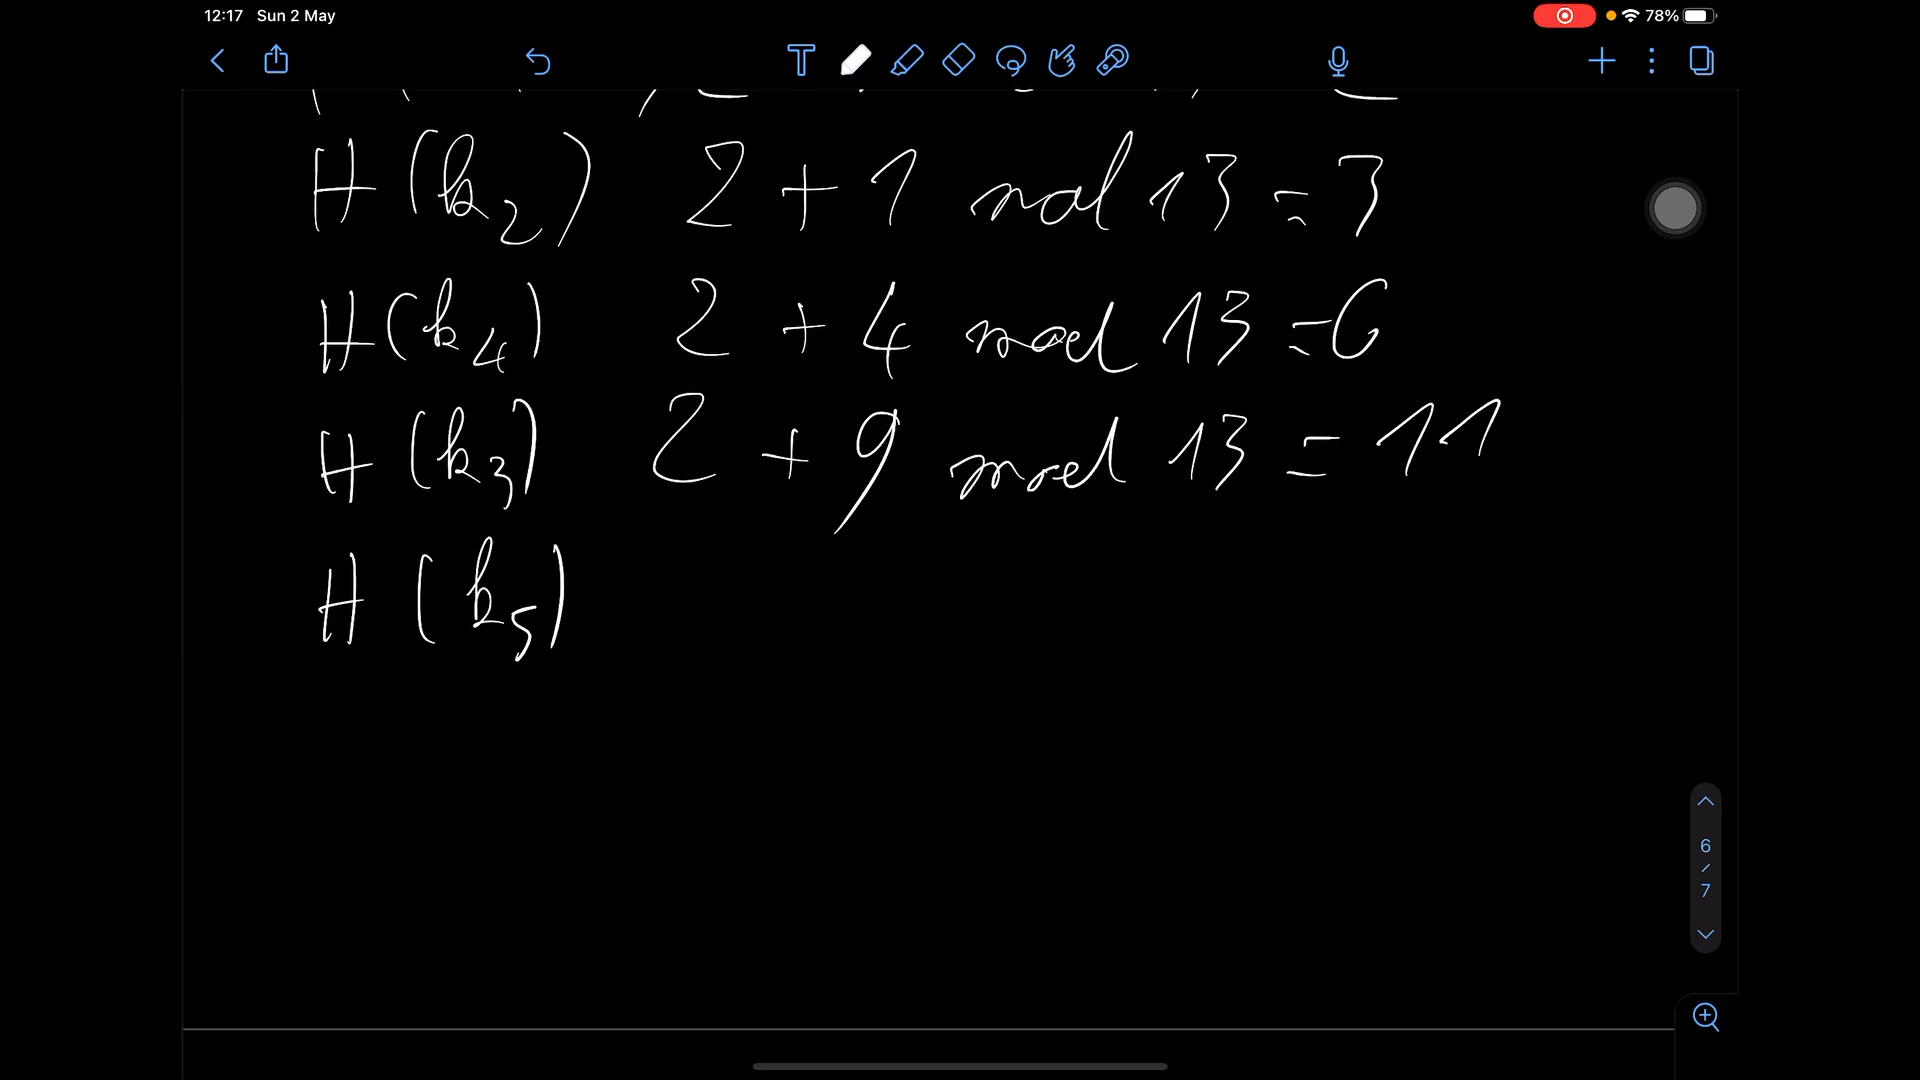 12:17 Sun 2 May 78%
T
H(k₂) 2 + 1 mod 13 = 3
H(k₄) 2 + 4 mod 13 = 6
H(k₃) 2 + 9 mod 13 = 11
H(k₅)
6
/
7